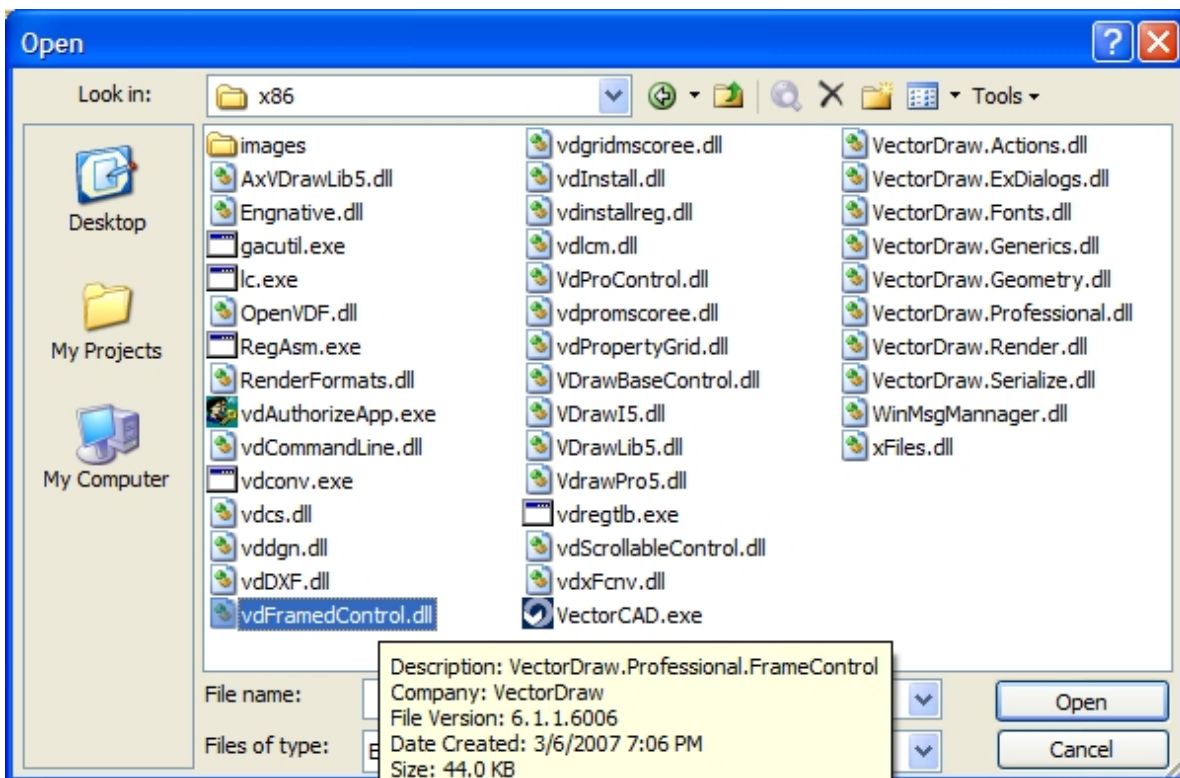 Open
Look in:
x86
Tools
Desktop
My Projects
My Computer
images
AxVDrawLib5.dll
Engnative.dll
gacutil.exe
lc.exe
OpenVDF.dll
RegAsm.exe
RenderFormats.dll
vdAuthorizeApp.exe
vdCommandLine.dll
vdconv.exe
vdcs.dll
vddgn.dll
vdDXF.dll
vdFramedControl.dll
vdgridmscoree.dll
vdInstall.dll
vdinstallreg.dll
vdlcm.dll
VdProControl.dll
vdpromscoree.dll
vdPropertyGrid.dll
VDrawBaseControl.dll
VDrawI5.dll
VDrawLib5.dll
VdrawPro5.dll
vdregtlb.exe
vdScrollableControl.dll
vdxFcnv.dll
VectorCAD.exe
VectorDraw.Actions.dll
VectorDraw.ExDialogs.dll
VectorDraw.Fonts.dll
VectorDraw.Generics.dll
VectorDraw.Geometry.dll
VectorDraw.Professional.dll
VectorDraw.Render.dll
VectorDraw.Serialize.dll
WinMsgMannager.dll
xFiles.dll
Description: VectorDraw.Professional.FrameControl
Company: VectorDraw
File Version: 6.1.1.6006
Date Created: 3/6/2007 7:06 PM
Size: 44.0 KB
File name:
Files of type:
Open
Cancel